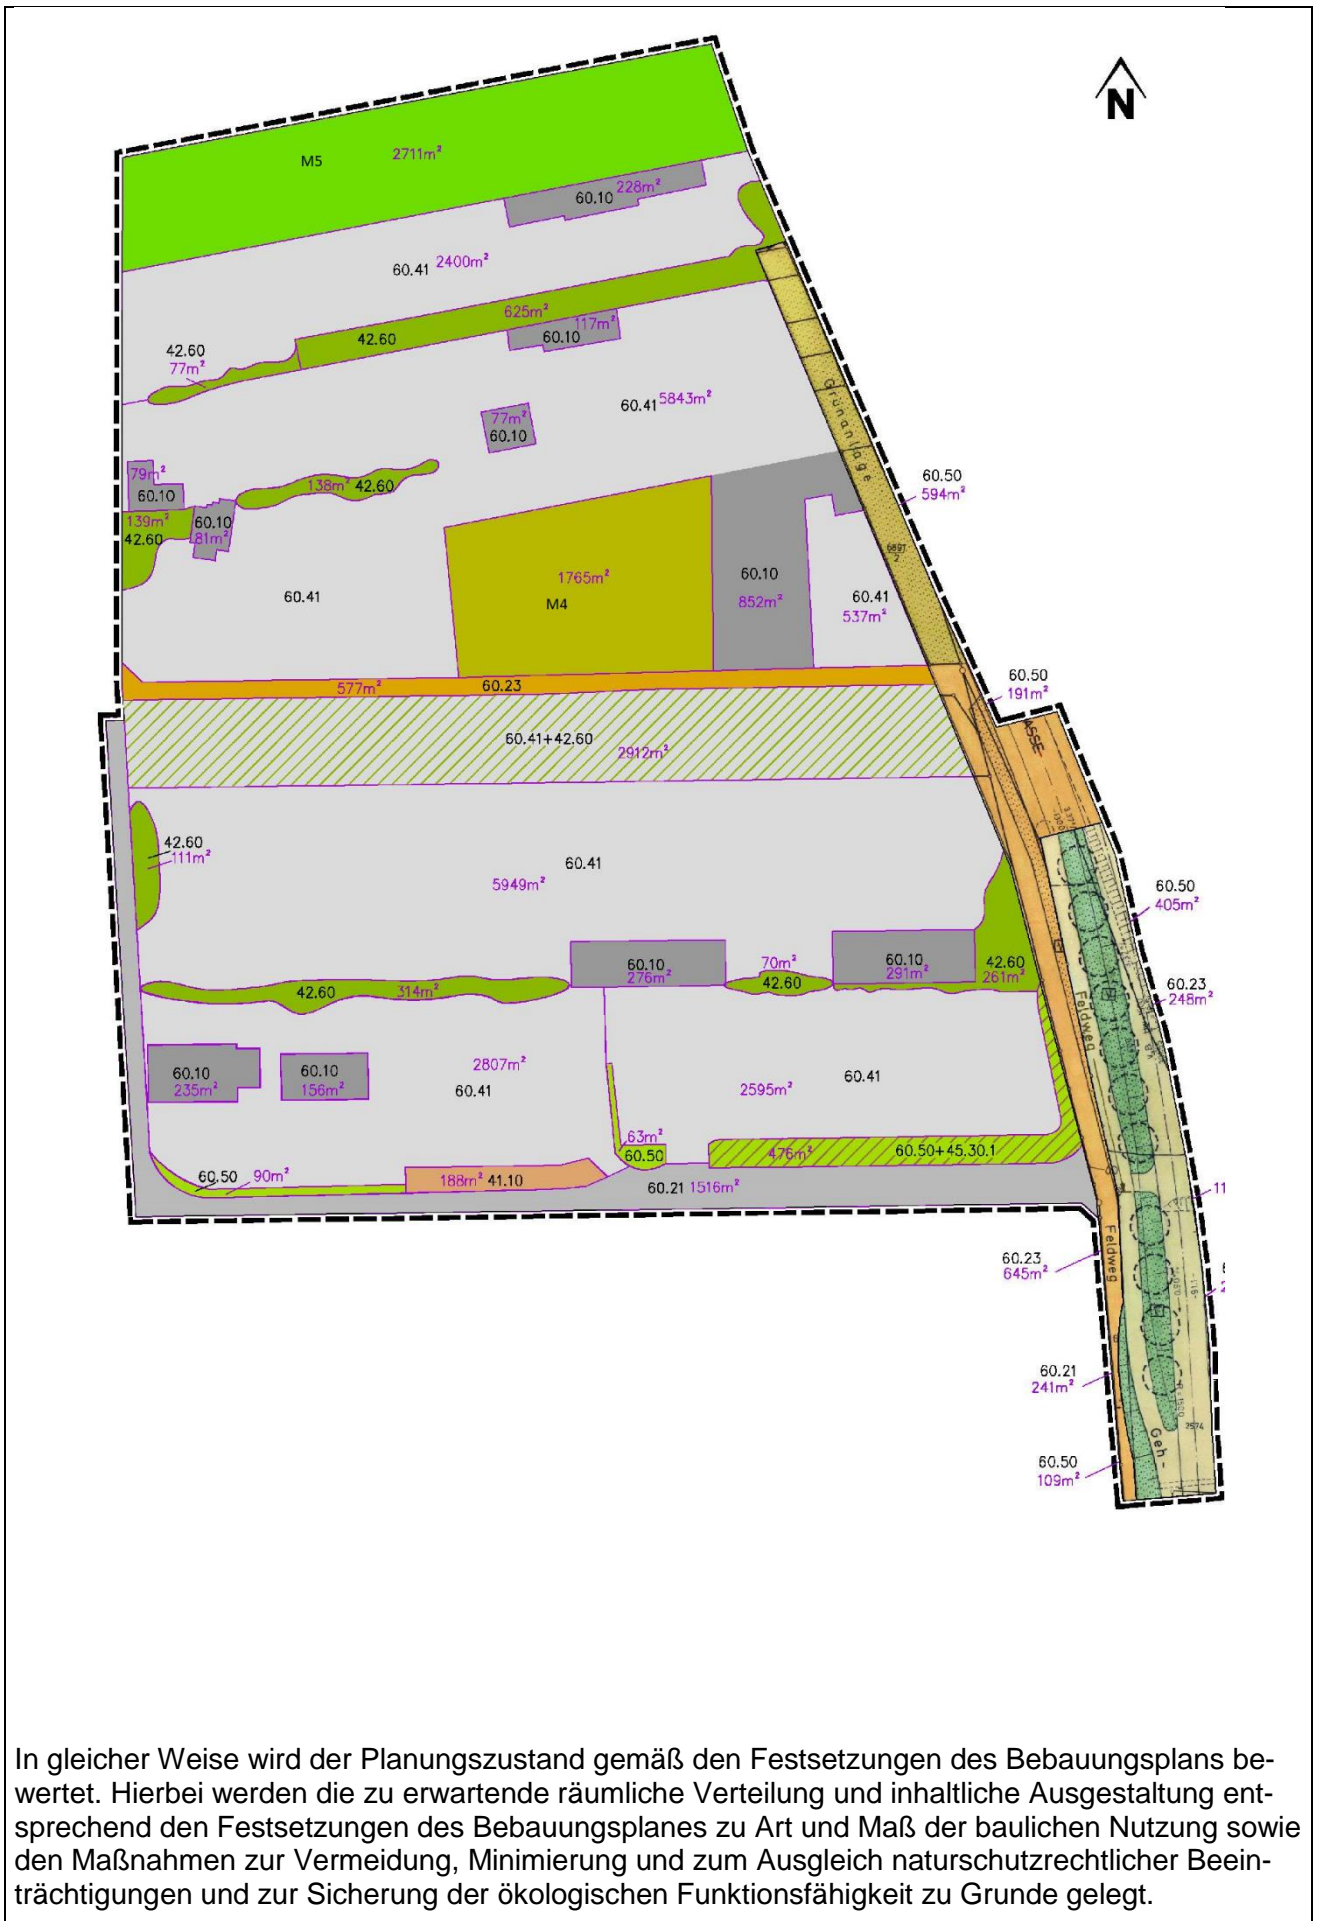 N
M5 2711m²
60.10 228m²
60.41 2400m²
625m²
42.60
117m²
60.10
42.60
77m²
60.41 5843m²
77m²
60.10
Grünanlage
79m²
60.10
138m² 42.60
60.50
594m²
139m²
42.60
60.10
81m²
6897
2
1765m²
M4
60.10
852m²
60.41
60.41
537m²
577m² 60.23
60.50
191m²
ASSE
60.41+42.60 2912m²
42.60
111m²
60.41
5949m²
60.50
405m²
60.10
276m²
70m²
42.60
60.10
291m²
42.60
261m²
60.23
248m²
42.60 314m²
Feldweg
60.10
235m²
60.10
156m²
2807m²
60.41
60.41
2595m²
63m²
60.50
476m² 60.50+45.30.1
60.50 90m²
188m² 41.10
60.21 1516m²
11
60.23
645m²
Feldweg
2
60.21
241m²
2574
Geh-
60.50
109m²
In gleicher Weise wird der Planungszustand gemäß den Festsetzungen des Bebauungsplans be-
wertet. Hierbei werden die zu erwartende räumliche Verteilung und inhaltliche Ausgestaltung ent-
sprechend den Festsetzungen des Bebauungsplanes zu Art und Maß der baulichen Nutzung sowie
den Maßnahmen zur Vermeidung, Minimierung und zum Ausgleich naturschutzrechtlicher Beein-
trächtigungen und zur Sicherung der ökologischen Funktionsfähigkeit zu Grunde gelegt.